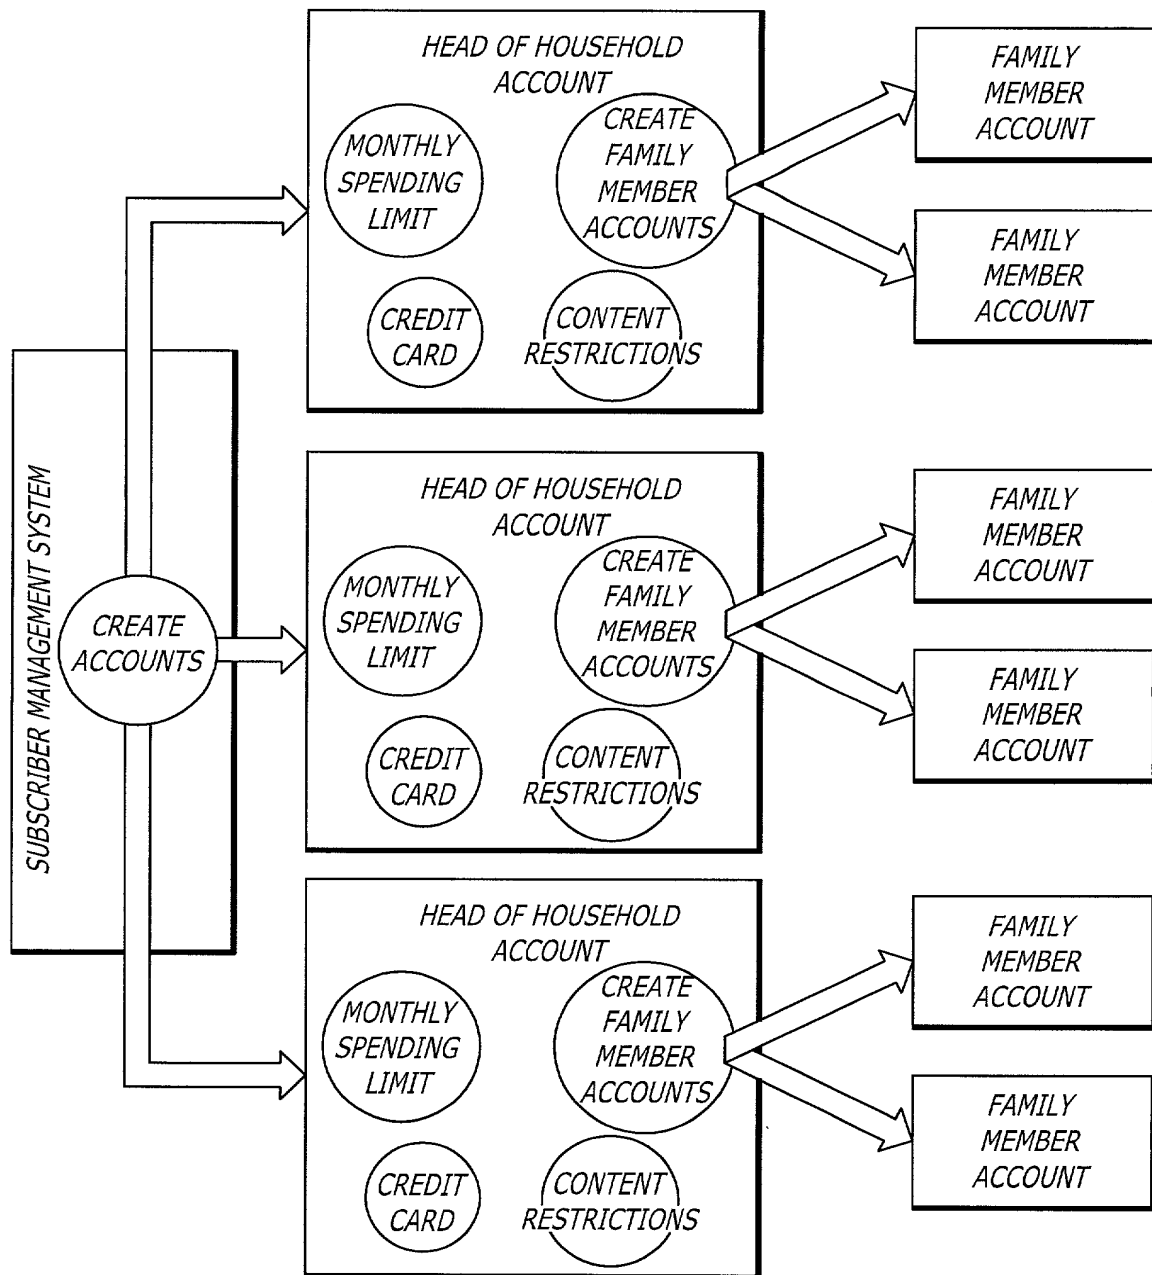 SUBSCRIBER MANAGEMENT SYSTEM
CREATE
ACCOUNTS
HEAD OF HOUSEHOLD
ACCOUNT
MONTHLY
SPENDING
LIMIT
CREATE
FAMILY
MEMBER
ACCOUNTS
CREDIT
CARD
CONTENT
RESTRICTIONS
FAMILY
MEMBER
ACCOUNT
FAMILY
MEMBER
ACCOUNT
HEAD OF HOUSEHOLD
ACCOUNT
MONTHLY
SPENDING
LIMIT
CREATE
FAMILY
MEMBER
ACCOUNTS
CREDIT
CARD
CONTENT
RESTRICTIONS
FAMILY
MEMBER
ACCOUNT
FAMILY
MEMBER
ACCOUNT
HEAD OF HOUSEHOLD
ACCOUNT
MONTHLY
SPENDING
LIMIT
CREATE
FAMILY
MEMBER
ACCOUNTS
CREDIT
CARD
CONTENT
RESTRICTIONS
FAMILY
MEMBER
ACCOUNT
FAMILY
MEMBER
ACCOUNT